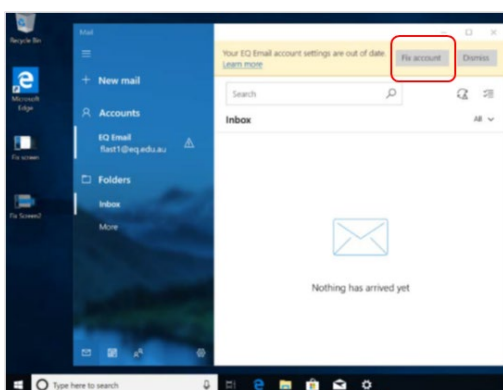 Recycle Bin
Microsoft
Edge
Fix screen
Fix Screen2
Mail
New mail
Accounts
EQ Email
flast1@eq.edu.au
Folders
Inbox
More
Your EQ Email account settings are out of date.
Learn more
Fix account
Dismiss
Search
Inbox
All
Nothing has arrived yet
Type here to search